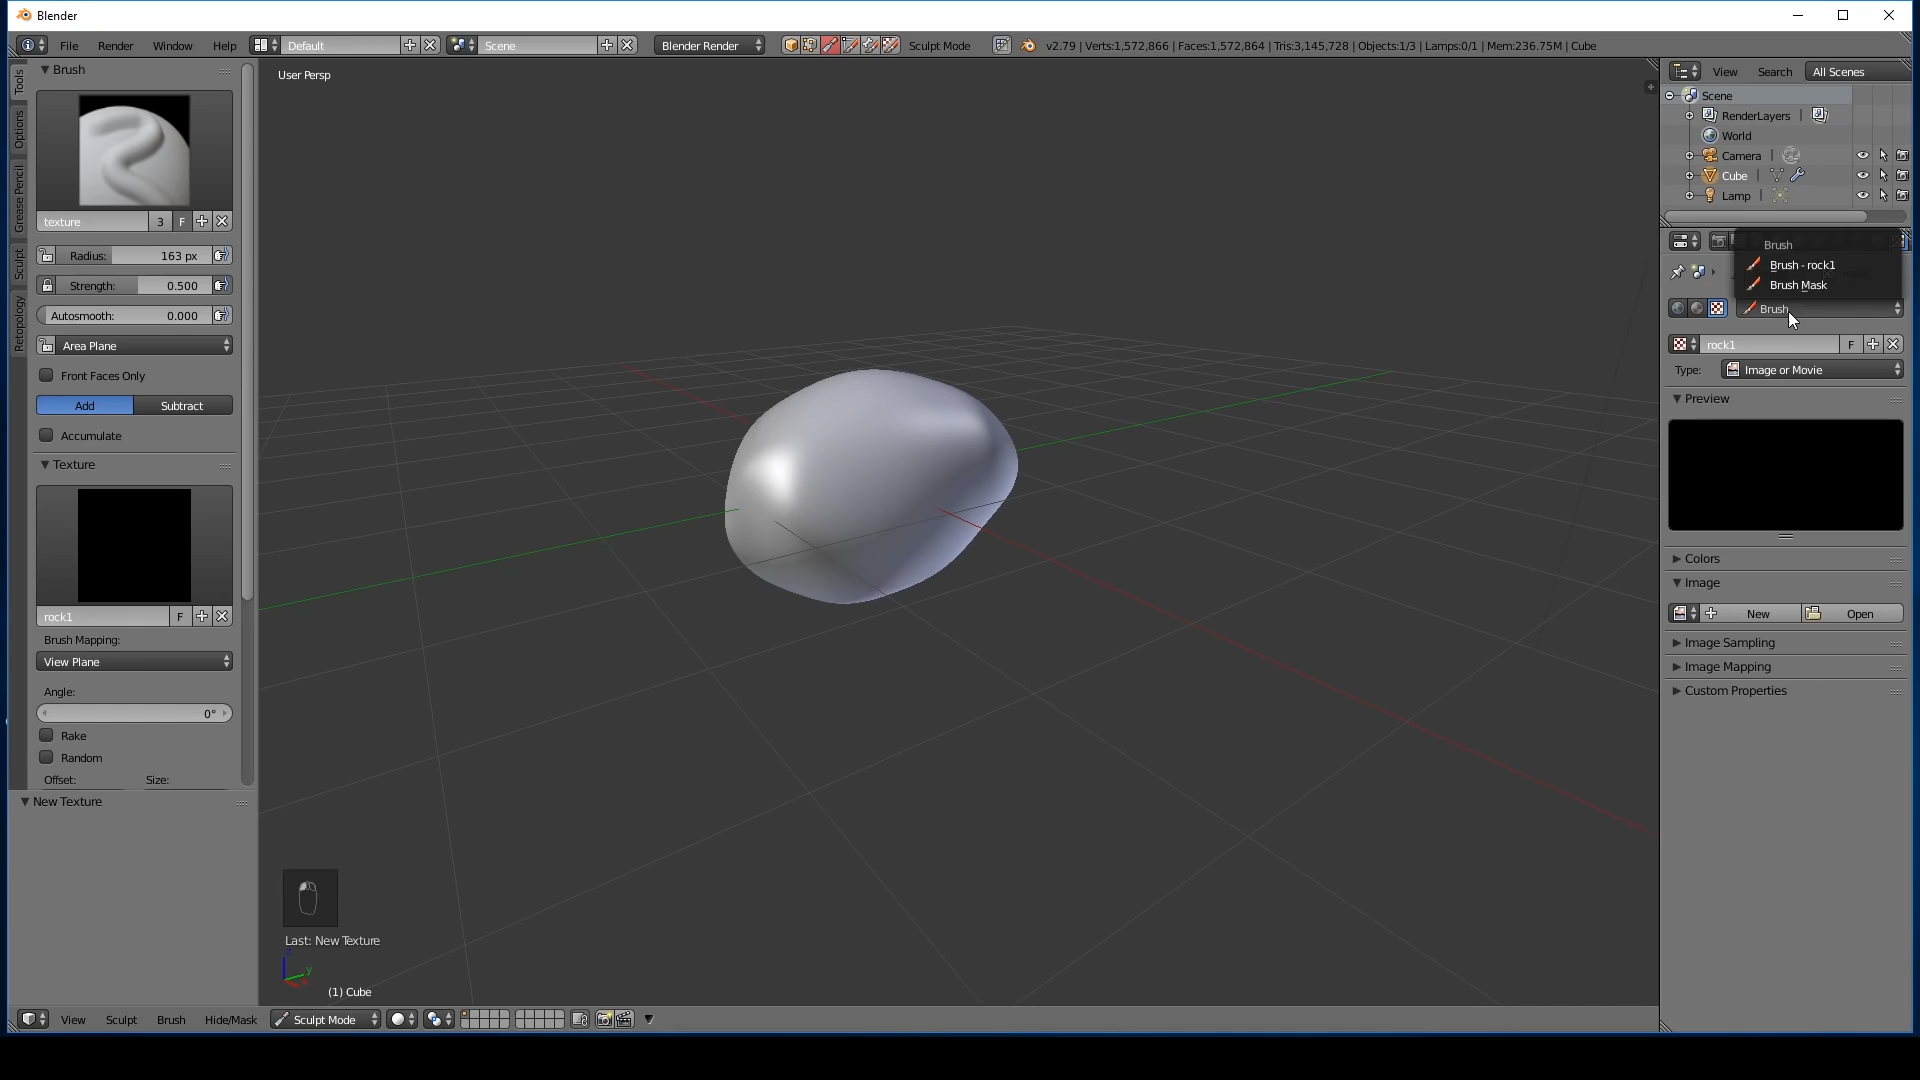 Blender
File Render Window Help Default Scene Blender Render Sculpt Mode v2.79 | Verts:1,572,866 | Faces:1,572,864 | Tris:3,145,728 | Objects:1/3 | Lamps:0/1 | Mem:236.75M | Cube
Tools
Options
Grease Pencil
Sculpt
Retopology
Brush
texture 3 F
Radius: 163 px
Strength: 0.500
Autosmooth: 0.000
Area Plane
Front Faces Only
Add Subtract
Accumulate
Texture
rock1 F
Brush Mapping:
View Plane
Angle:
0°
Rake
Random
Offset: Size:
New Texture
User Persp
Last: New Texture
z
y
(1) Cube
View Sculpt Brush Hide/Mask Sculpt Mode
View Search All Scenes
Scene
RenderLayers
World
Camera
Cube
Lamp
Brush
Brush - rock1
Brush Mask
Brush
rock1 F
Type: Image or Movie
Preview
Colors
Image
New Open
Image Sampling
Image Mapping
Custom Properties